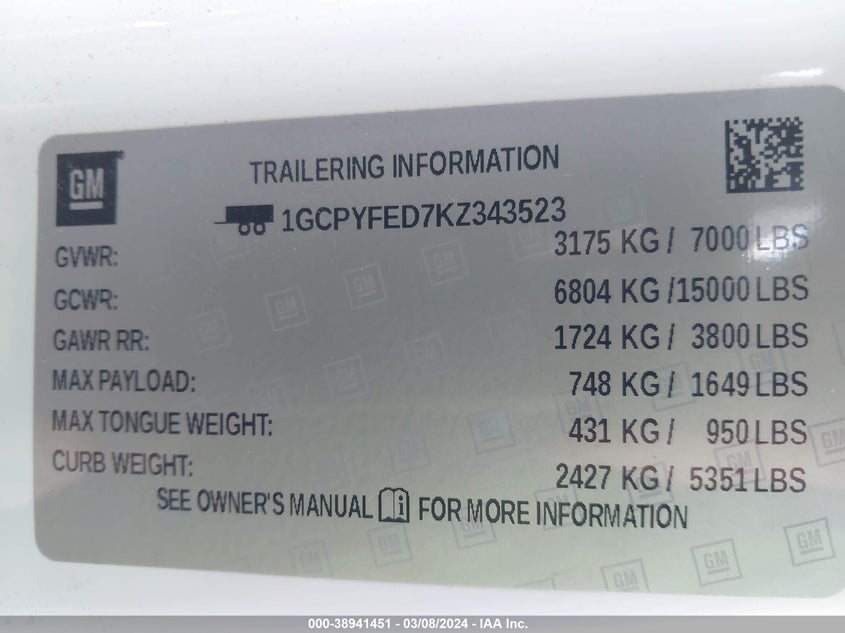 GM
TRAILERING INFORMATION
1GCPYFED7KZ343523
GVWR: 3175 KG / 7000 LBS
GCWR: 6804 KG /15000 LBS
GAWR RR: 1724 KG / 3800 LBS
MAX PAYLOAD: 748 KG / 1649 LBS
MAX TONGUE WEIGHT: 431 KG / 950 LBS
CURB WEIGHT: 2427 KG / 5351 LBS
SEE OWNER'S MANUAL FOR MORE INFORMATION
000-38941451 - 03/08/2024 - IAA Inc.